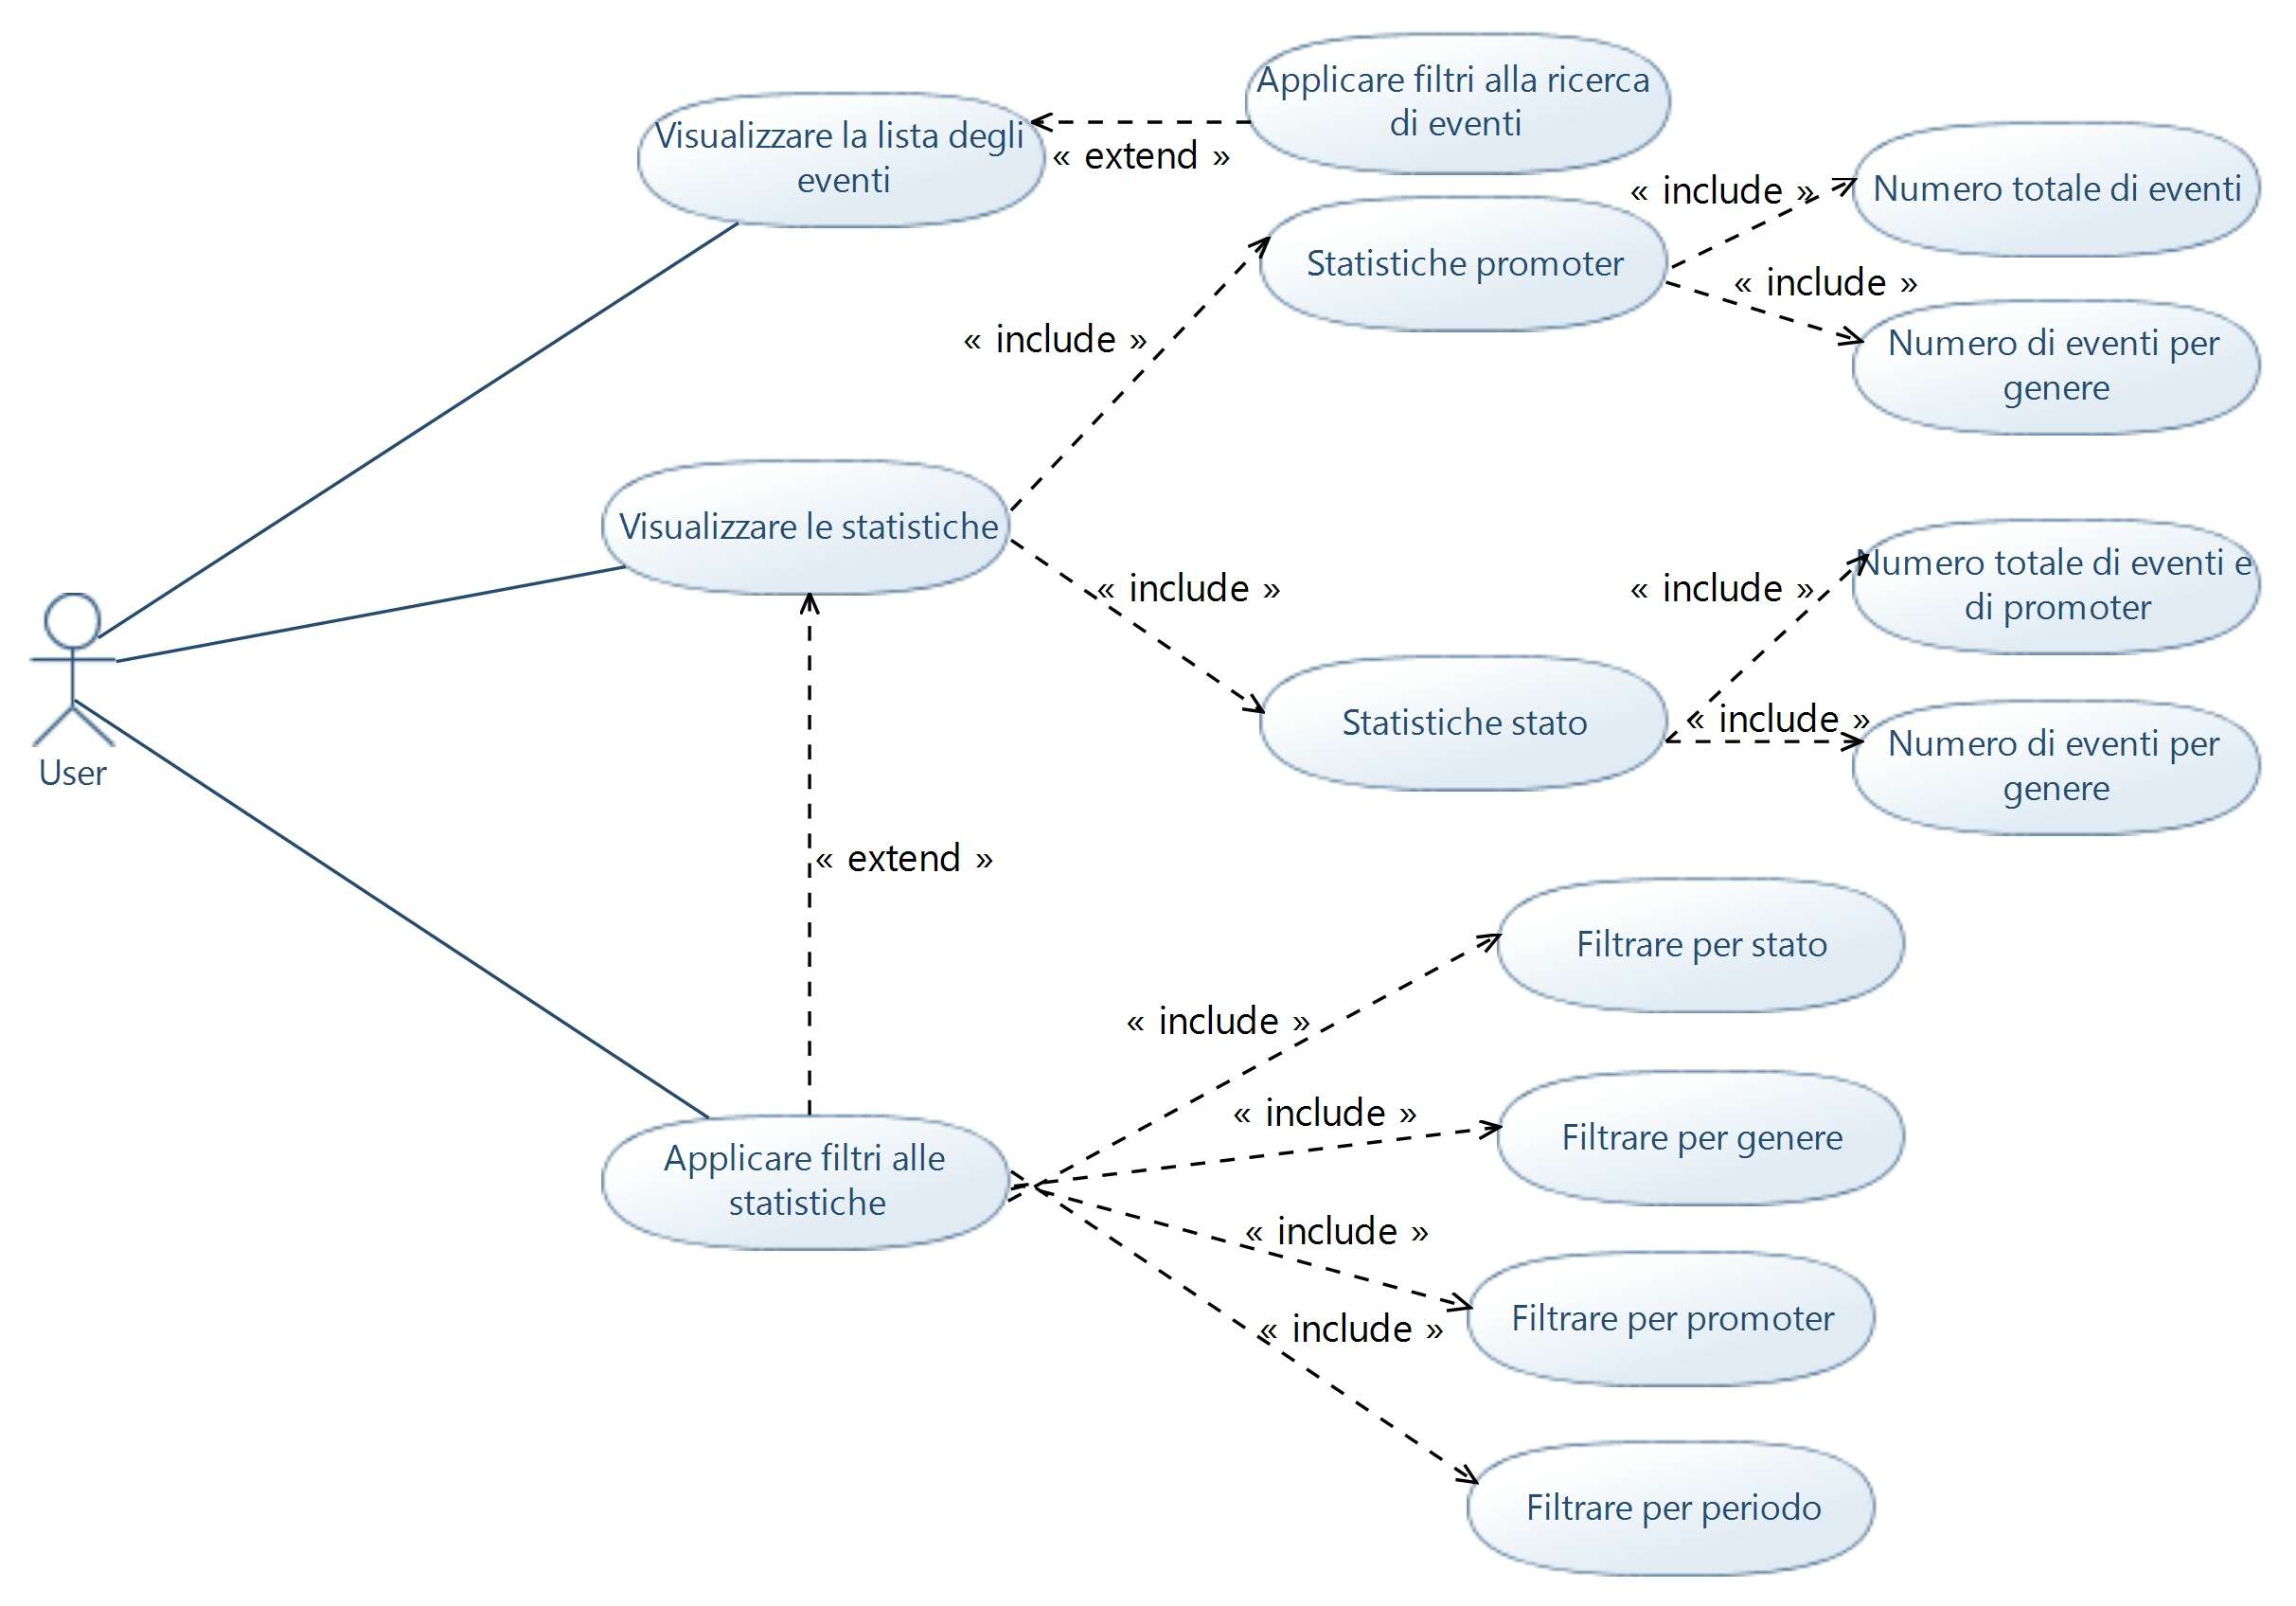 Applicare filtri alla ricerca
di eventi
Visualizzare la lista degli
eventi
« extend »
Numero totale di eventi
« include »
Statistiche promoter
« include »
« include »
Numero di eventi per
genere
Visualizzare le statistiche
Numero totale di eventi e
di promoter
« include »
« include »
Statistiche stato
« include »
Numero di eventi per
genere
User
« extend »
Filtrare per stato
« include »
« include »
Filtrare per genere
Applicare filtri alle
statistiche
« include »
Filtrare per promoter
« include »
Filtrare per periodo